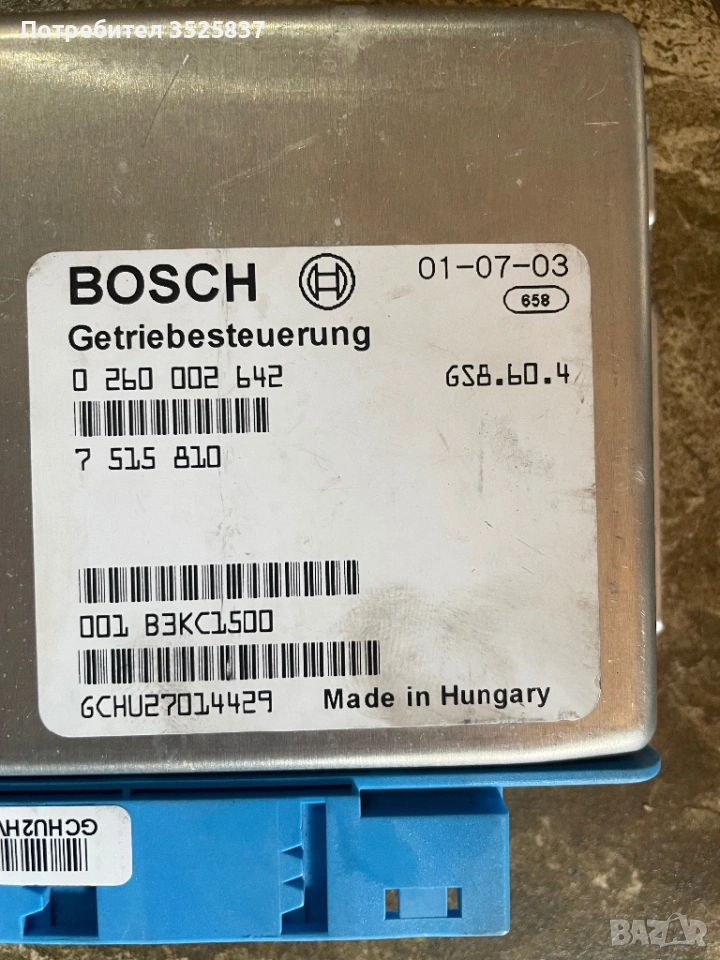 Потребител 3525837
BOSCH 01-07-03
658
Getriebesteuerung
0 260 002 642 GS8.60.4
7 515 810
001 B3KC1500
GCHU27014429 Made in Hungary
GCHU2H
BAZAR